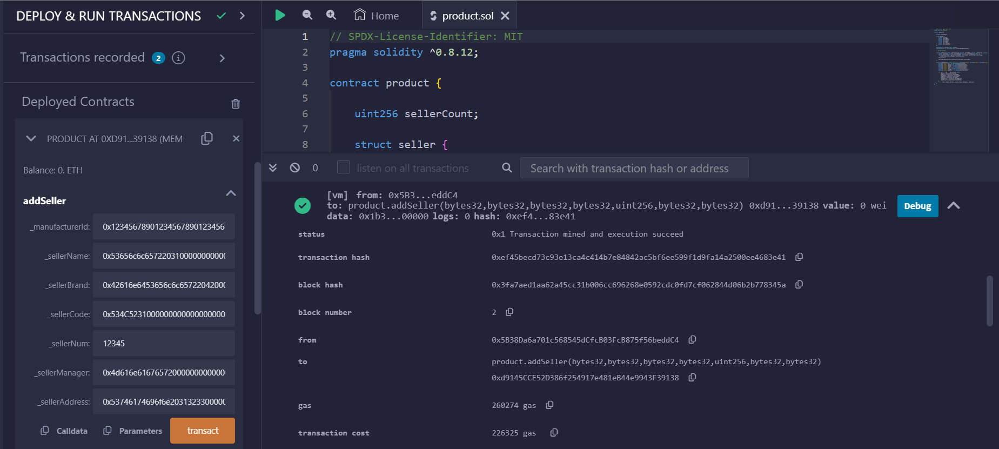 DEPLOY & RUN TRANSACTIONS
Transactions recorded 2
Deployed Contracts
PRODUCT AT 0XD91...39138 (MEM
Balance: 0. ETH
addSeller
_manufacturerId: 0x12345678901234567890123456
_sellerName: 0x53656c6c657220310000000000
_sellerBrand: 0x42616e6453656c6c6572204200
_sellerCode: 0x534C5231000000000000000000
_sellerNum: 12345
_sellerManager: 0x4d616e61676572000000000000
_sellerAddress: 0x53746174696f6e203132330000
Calldata Parameters transact
Home product.sol
1 // SPDX-License-Identifier: MIT
2 pragma solidity ^0.8.12;
3
4 contract product {
5
6 uint256 sellerCount;
7
8 struct seller {
0 listen on all transactions Search with transaction hash or address
[vm] from: 0x5B3...eddC4
to: product.addSeller(bytes32,bytes32,bytes32,bytes32,uint256,bytes32,bytes32) 0xd91...39138 value: 0 wei
data: 0x1b3...00000 logs: 0 hash: 0xef4...83e41
Debug
status 0x1 Transaction mined and execution succeed
transaction hash 0xef45becd73c93e13ca4c414b7e84842ac5bf6ee599f1d9fa14a2500ee4683e41
block hash 0x3fa7aed1aa62a45cc31b006cc696268e0592cdc0fd7cf062844d06b2b778345a
block number 2
from 0x5B38Da6a701c568545dCfcB03FcB875f56beddC4
to product.addSeller(bytes32,bytes32,bytes32,bytes32,uint256,bytes32,bytes32)
0xd9145CCE52D386f254917e481eB44e9943F39138
gas 260274 gas
transaction cost 226325 gas